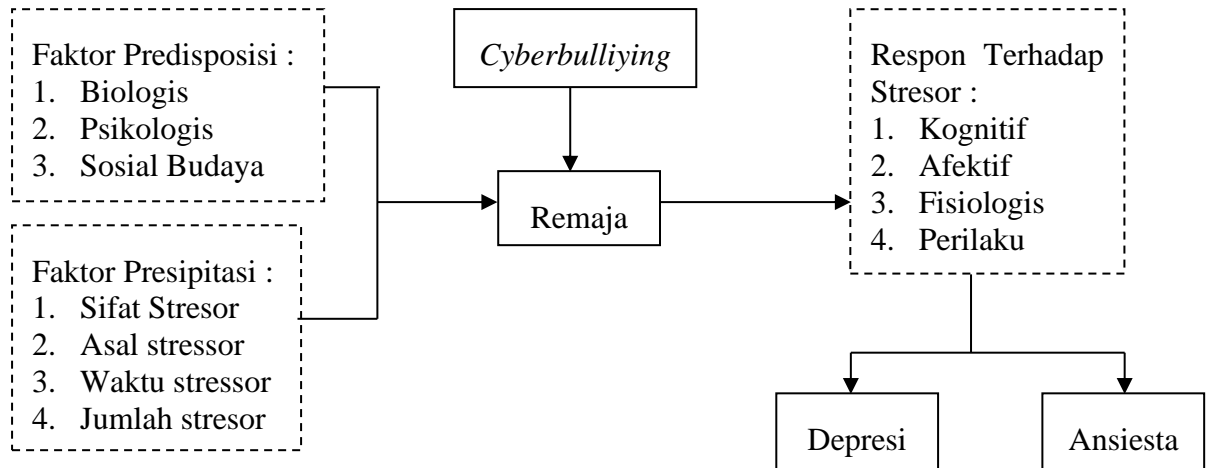 Faktor Predisposisi :
1. Biologis
2. Psikologis
3. Sosial Budaya
Faktor Presipitasi :
1. Sifat Stresor
2. Asal stressor
3. Waktu stressor
4. Jumlah stresor
Cyberbulliying
Remaja
Respon Terhadap
Stresor :
1. Kognitif
2. Afektif
3. Fisiologis
4. Perilaku
Depresi
Ansiesta